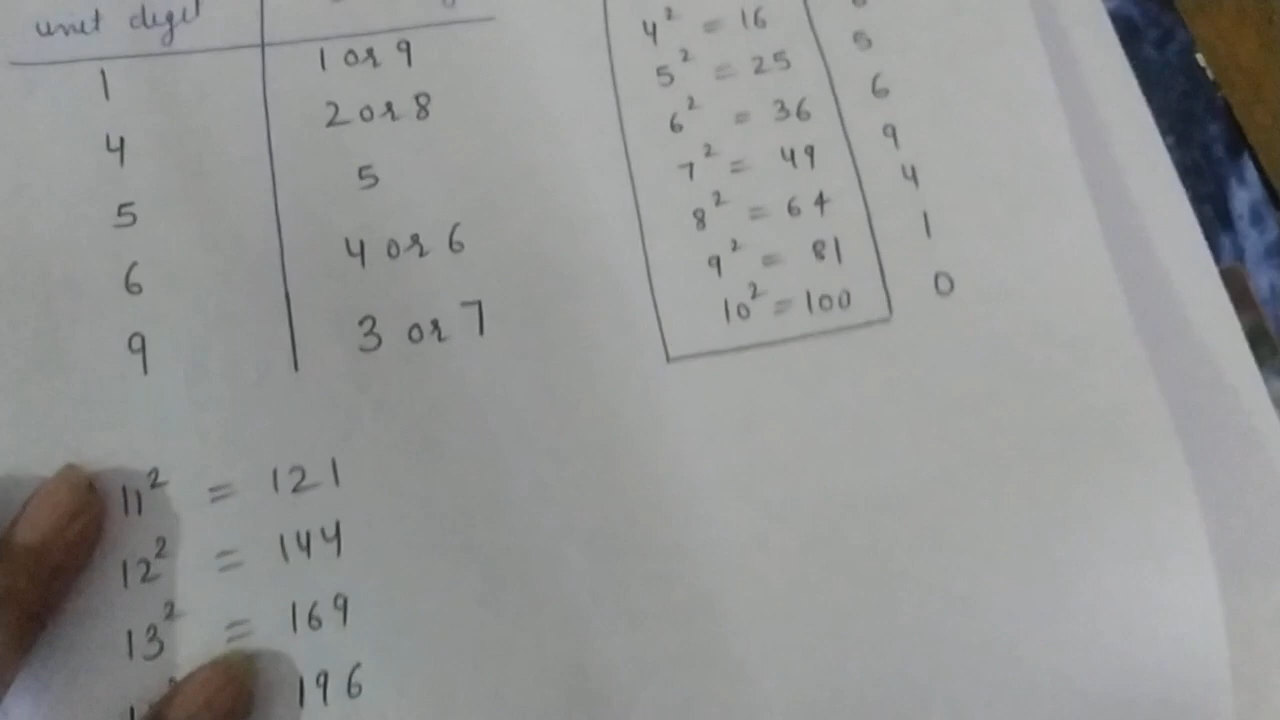 unit digit
1 1 or 9
4 2 or 8
5 5
6 4 or 6
9 3 or 7
4² = 16
5² = 25 5
6² = 36 6
7² = 49 9
8² = 64 4
9² = 81 1
10² = 100 0
11² = 121
12² = 144
13² = 169
196